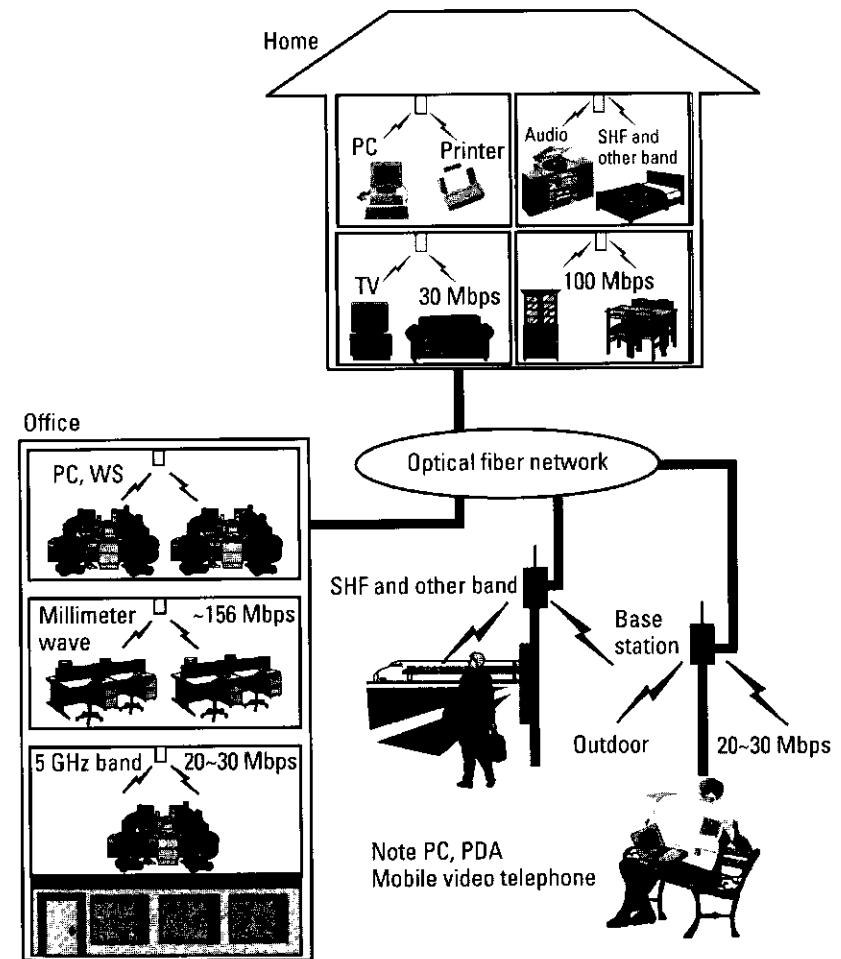 Home
PC
Printer
Audio
SHF and
other band
TV
30 Mbps
100 Mbps
Office
PC, WS
Optical fiber network
Millimeter
wave
~156 Mbps
5 GHz band
20~30 Mbps
SHF and other band
Base
station
Outdoor
20~30 Mbps
Note PC, PDA
Mobile video telephone